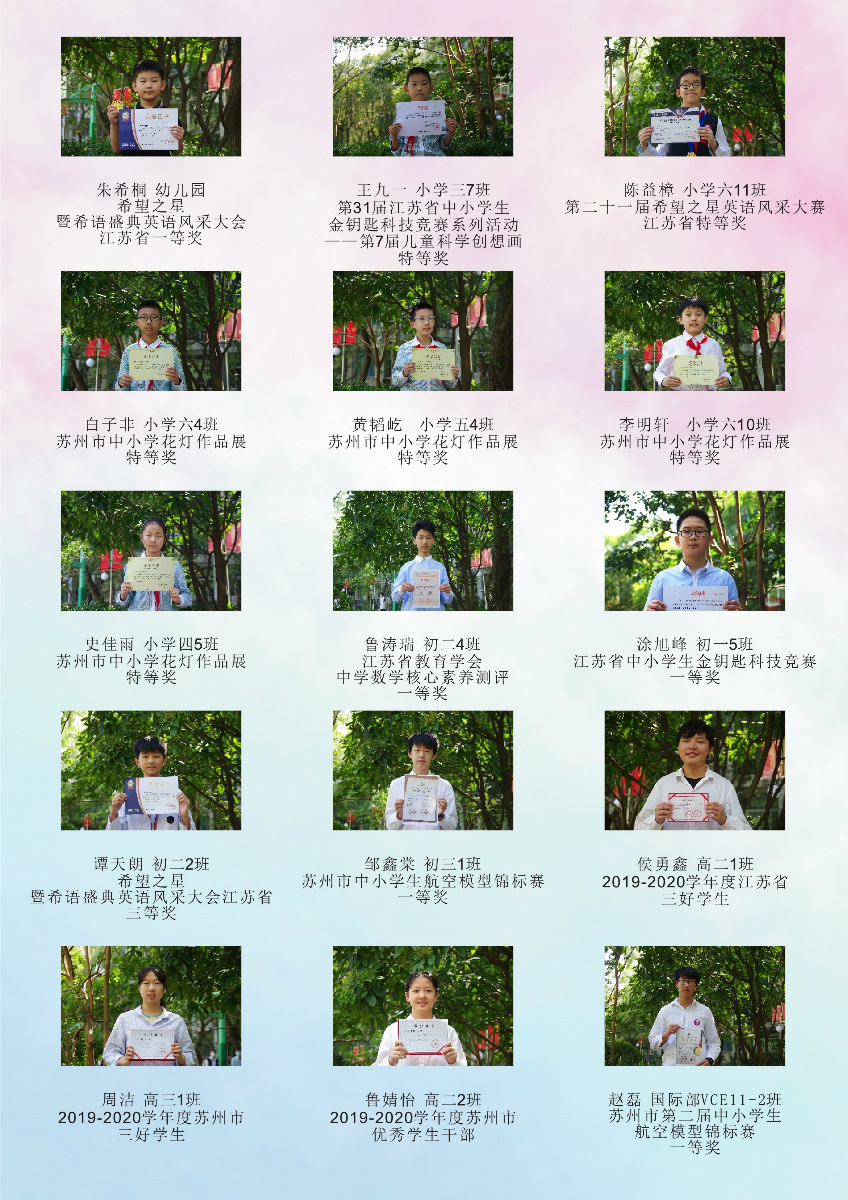 朱希桐 幼儿园
希望之星
暨希语盛典英语风采大会
江苏省一等奖
王九一 小学三7班
第31届江苏省中小学生
金钥匙科技竞赛系列活动
——第7届儿童科学创想画
特等奖
陈益樟 小学六11班
第二十一届希望之星英语风采大赛
江苏省特等奖
白子非 小学六4班
苏州市中小学花灯作品展
特等奖
黄韬屹 小学五4班
苏州市中小学花灯作品展
特等奖
李明轩 小学六10班
苏州市中小学花灯作品展
特等奖
史佳雨 小学四5班
苏州市中小学花灯作品展
特等奖
鲁涛瑞 初二4班
江苏省教育学会
中学数学核心素养测评
一等奖
涂旭峰 初一5班
江苏省中小学生金钥匙科技竞赛
一等奖
谭天朗 初二2班
希望之星
暨希语盛典英语风采大会江苏省
三等奖
邹鑫棠 初三1班
苏州市中小学生航空模型锦标赛
一等奖
侯勇鑫 高二1班
2019-2020学年度江苏省
三好学生
周洁 高三1班
2019-2020学年度苏州市
三好学生
鲁婧怡 高二2班
2019-2020学年度苏州市
优秀学生干部
赵磊 国际部VCE11-2班
苏州市第二届中小学生
航空模型锦标赛
一等奖